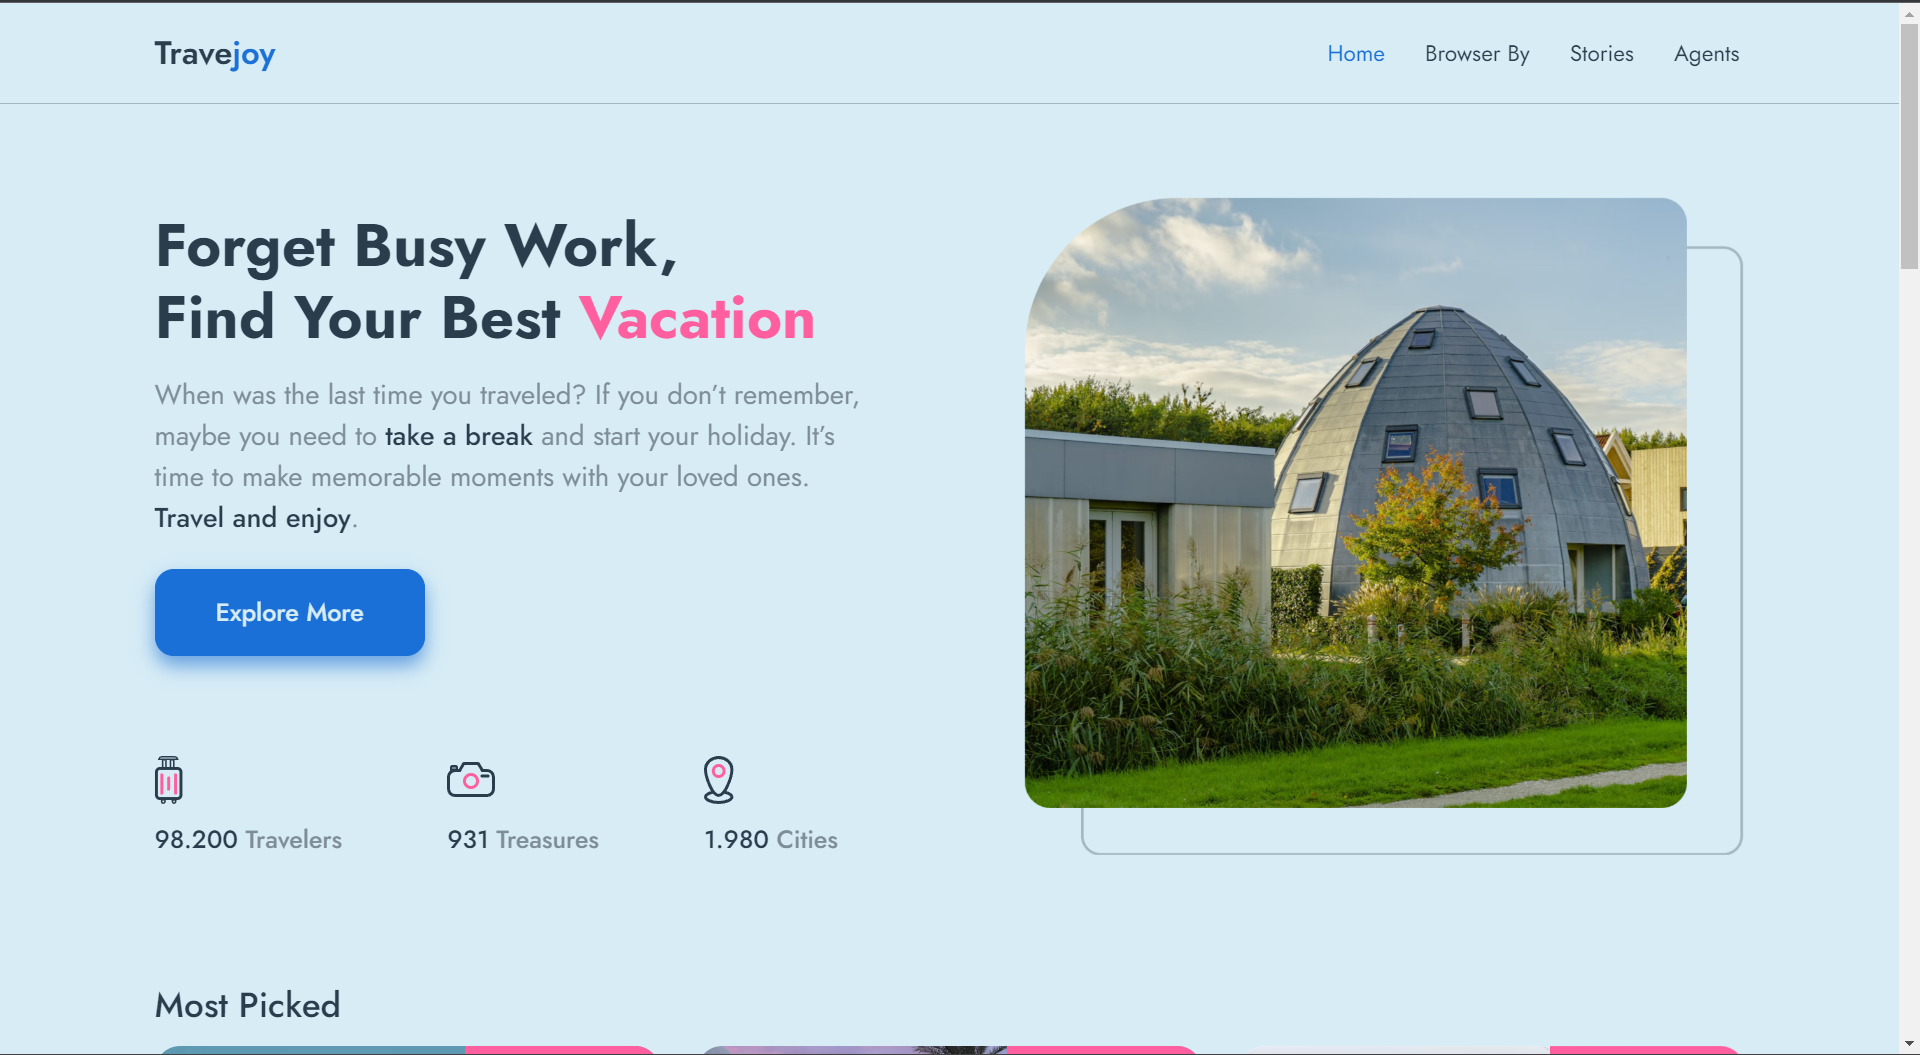 Travejoy
Home Browser By Stories Agents
Forget Busy Work,
Find Your Best Vacation
When was the last time you traveled? If you don’t remember,
maybe you need to take a break and start your holiday. It’s
time to make memorable moments with your loved ones.
Travel and enjoy.
Explore More
98.200 Travelers
931 Treasures
1.980 Cities
Most Picked